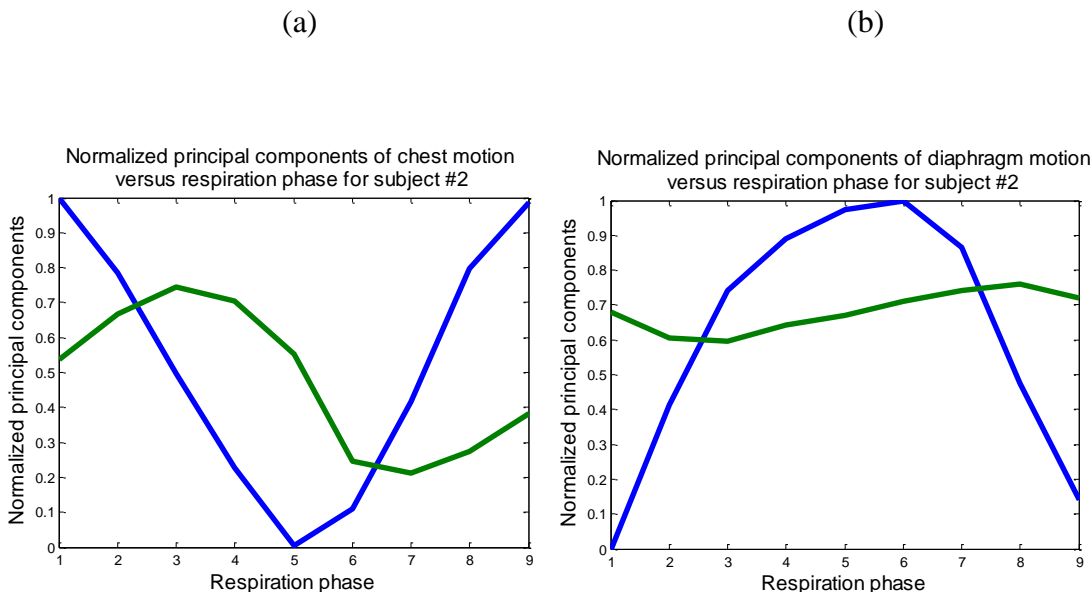 (a)
(b)
Normalized principal components of chest motion
versus respiration phase for subject #2
Normalized principal components
1
0.9
0.8
0.7
0.6
0.5
0.4
0.3
0.2
0.1
0
1 2 3 4 5 6 7 8 9
Respiration phase
Normalized principal components of diaphragm motion
versus respiration phase for subject #2
Normalized principal components
1
0.9
0.8
0.7
0.6
0.5
0.4
0.3
0.2
0.1
0
1 2 3 4 5 6 7 8 9
Respiration phase